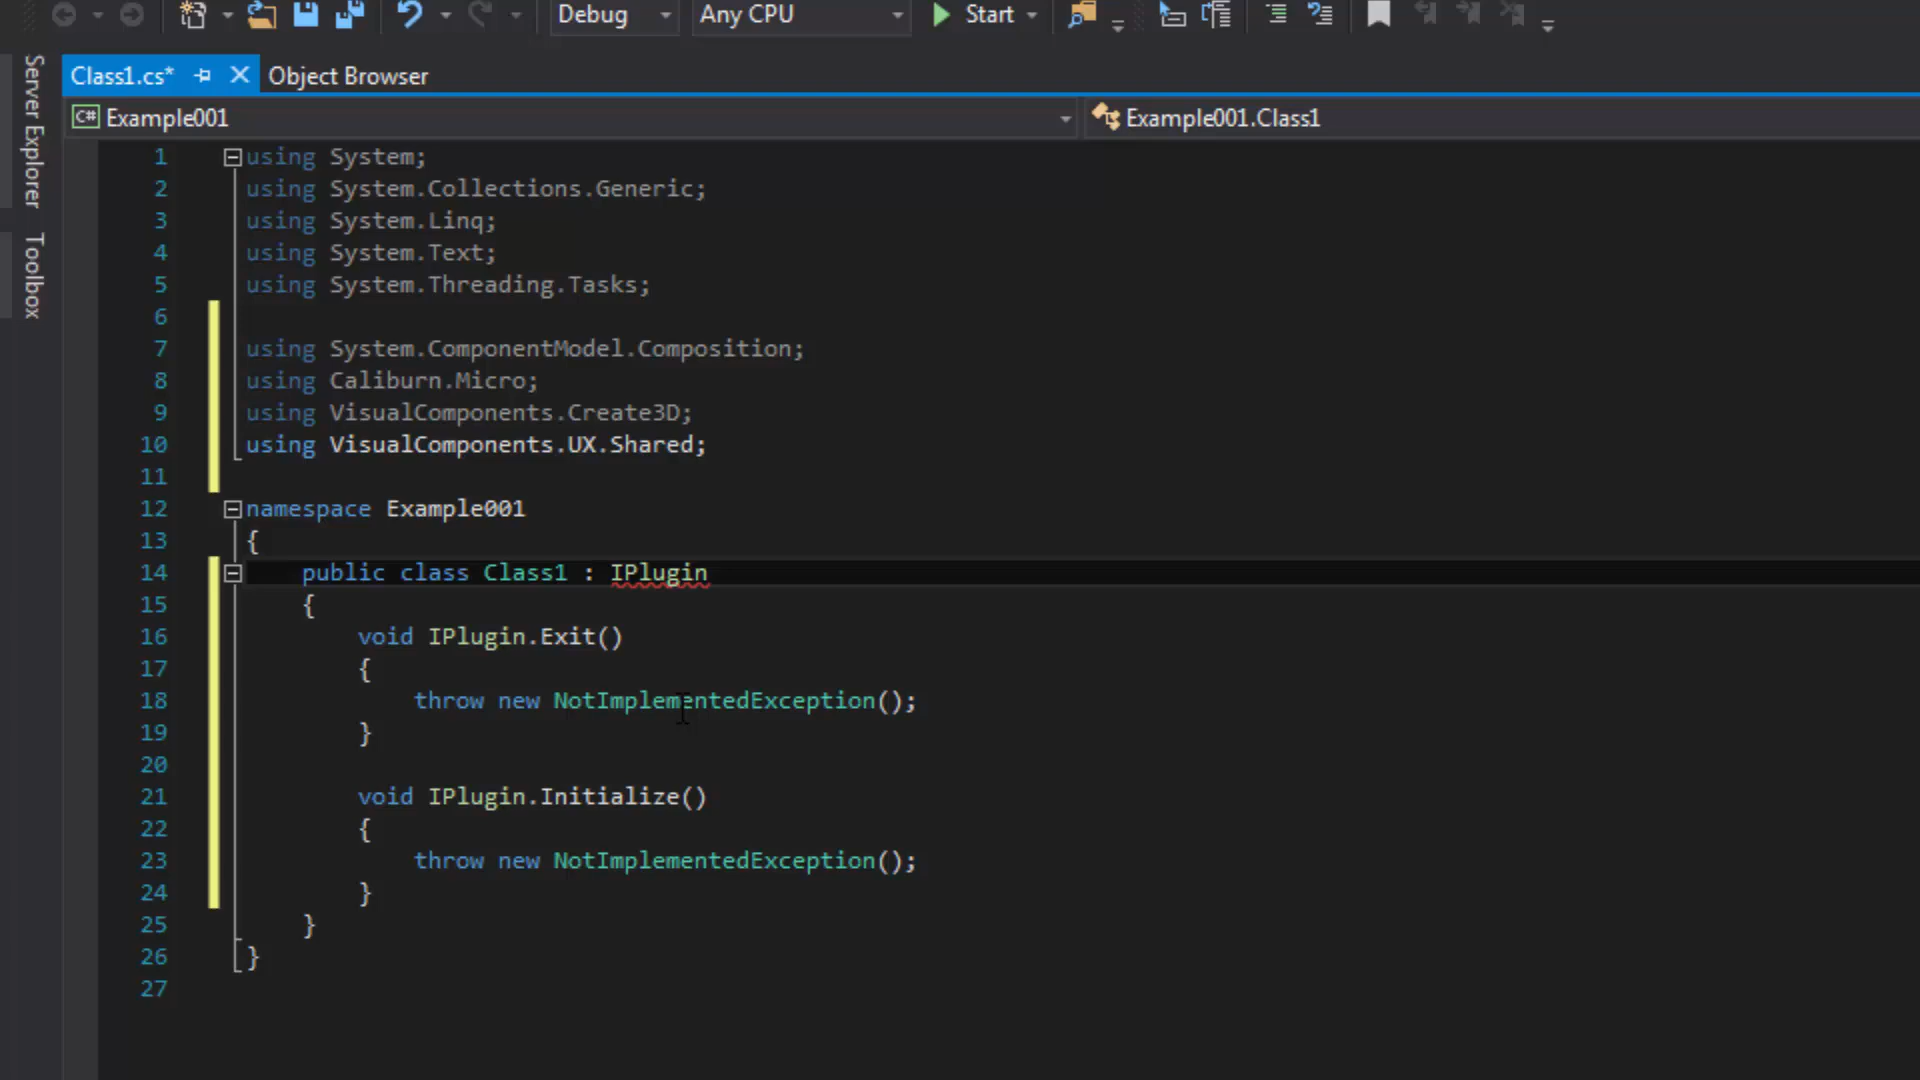 Debug Any CPU Start
Server Explorer
Toolbox
Class1.cs* Object Browser
C# Example001 Example001.Class1
1 using System;
2 using System.Collections.Generic;
3 using System.Linq;
4 using System.Text;
5 using System.Threading.Tasks;
6
7 using System.ComponentModel.Composition;
8 using Caliburn.Micro;
9 using VisualComponents.Create3D;
10 using VisualComponents.UX.Shared;
11
12 namespace Example001
13 {
14 public class Class1 : IPlugin
15 {
16 void IPlugin.Exit()
17 {
18 throw new NotImplementedException();
19 }
20
21 void IPlugin.Initialize()
22 {
23 throw new NotImplementedException();
24 }
25 }
26 }
27